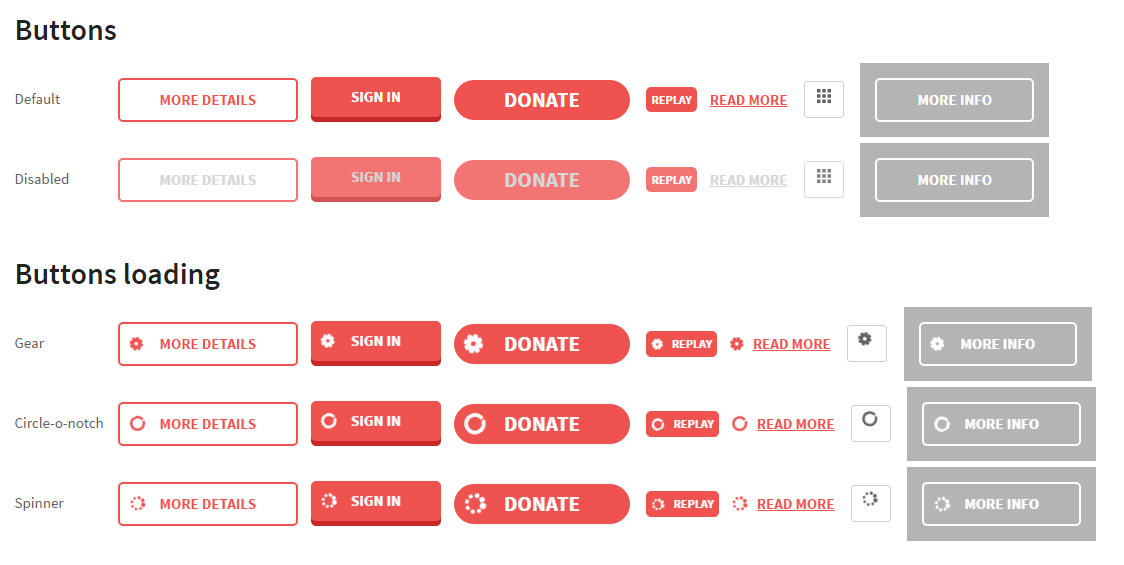 Buttons
Default MORE DETAILS SIGN IN DONATE REPLAY READ MORE MORE INFO
Disabled MORE DETAILS SIGN IN DONATE REPLAY READ MORE MORE INFO
Buttons loading
Gear MORE DETAILS SIGN IN DONATE REPLAY READ MORE MORE INFO
Circle-o-notch MORE DETAILS SIGN IN DONATE REPLAY READ MORE MORE INFO
Spinner MORE DETAILS SIGN IN DONATE REPLAY READ MORE MORE INFO